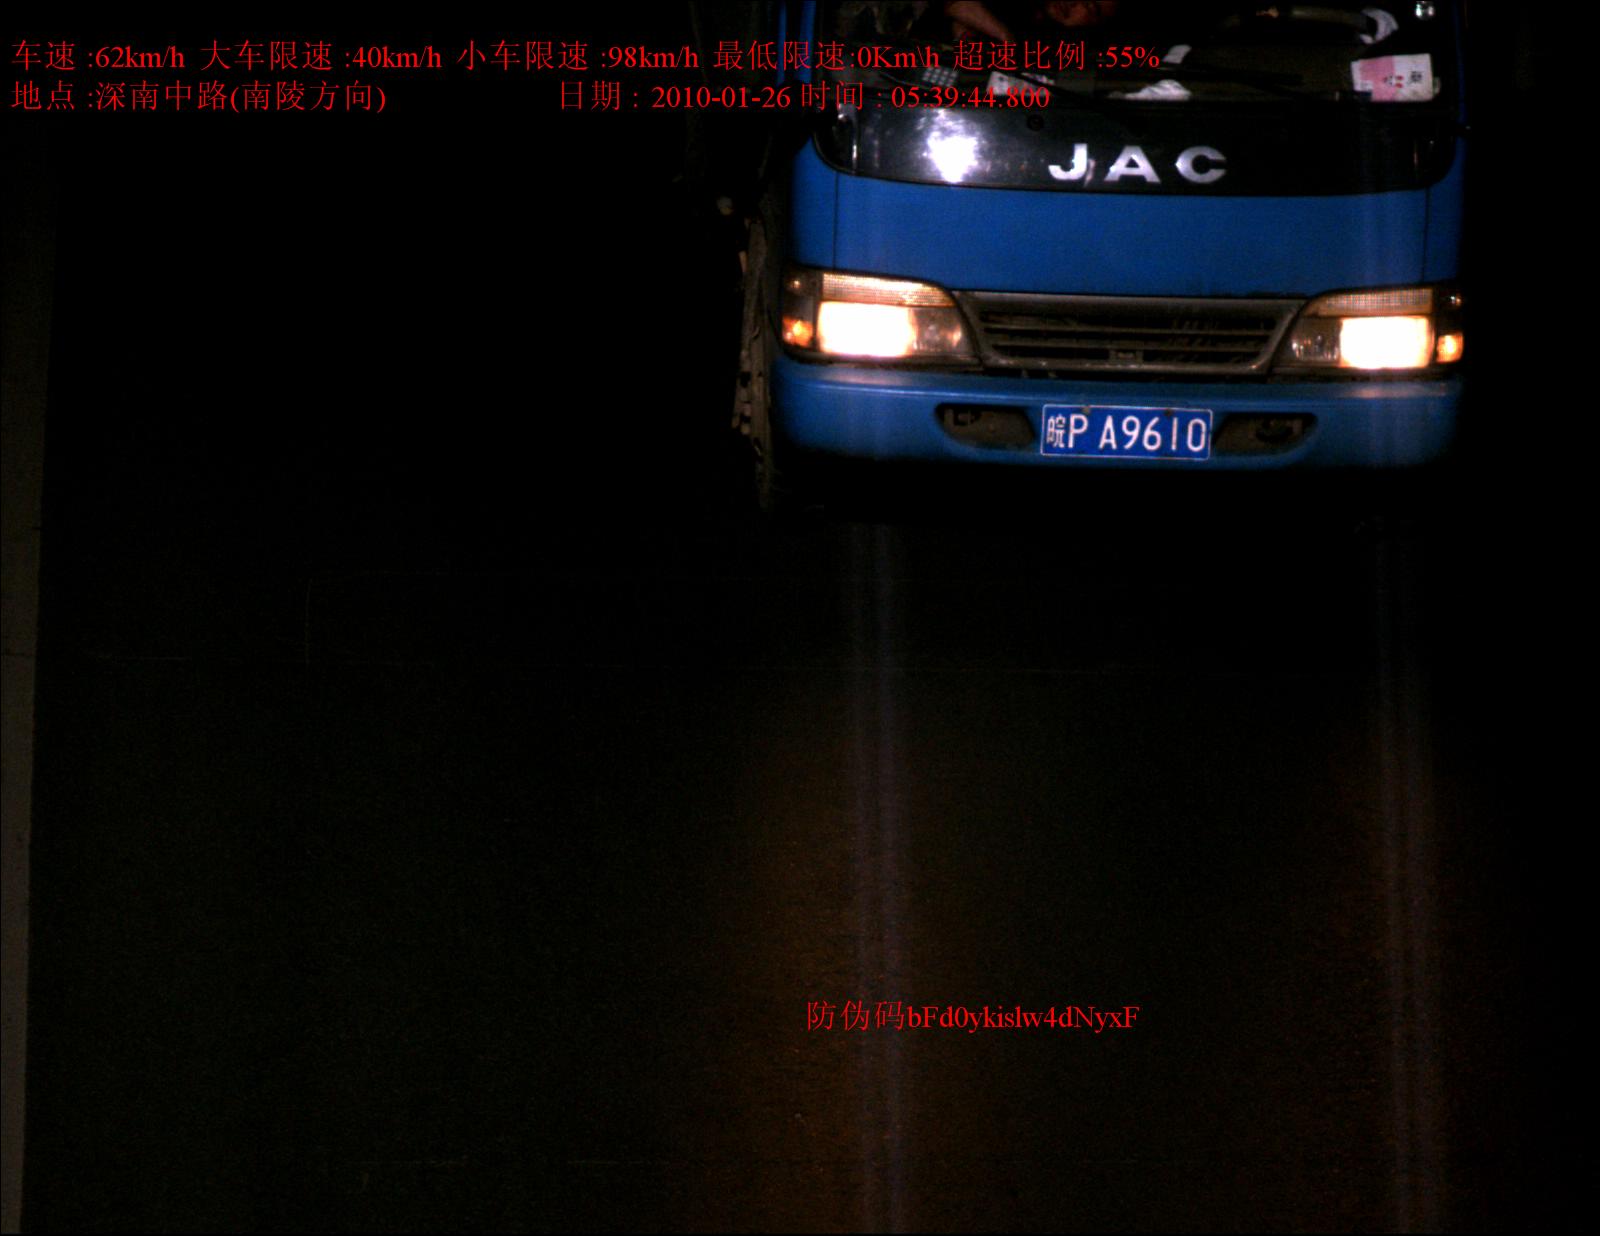 车速 :62km/h 大车限速 :40km/h 小车限速 :98km/h 最低限速:0Km\h 超速比例 :55%
地点 :深南中路(南陵方向) 日期 : 2010-01-26 时间 : 05:39:44.800
JAC
皖P A9610
防伪码bFd0ykislw4dNyxF